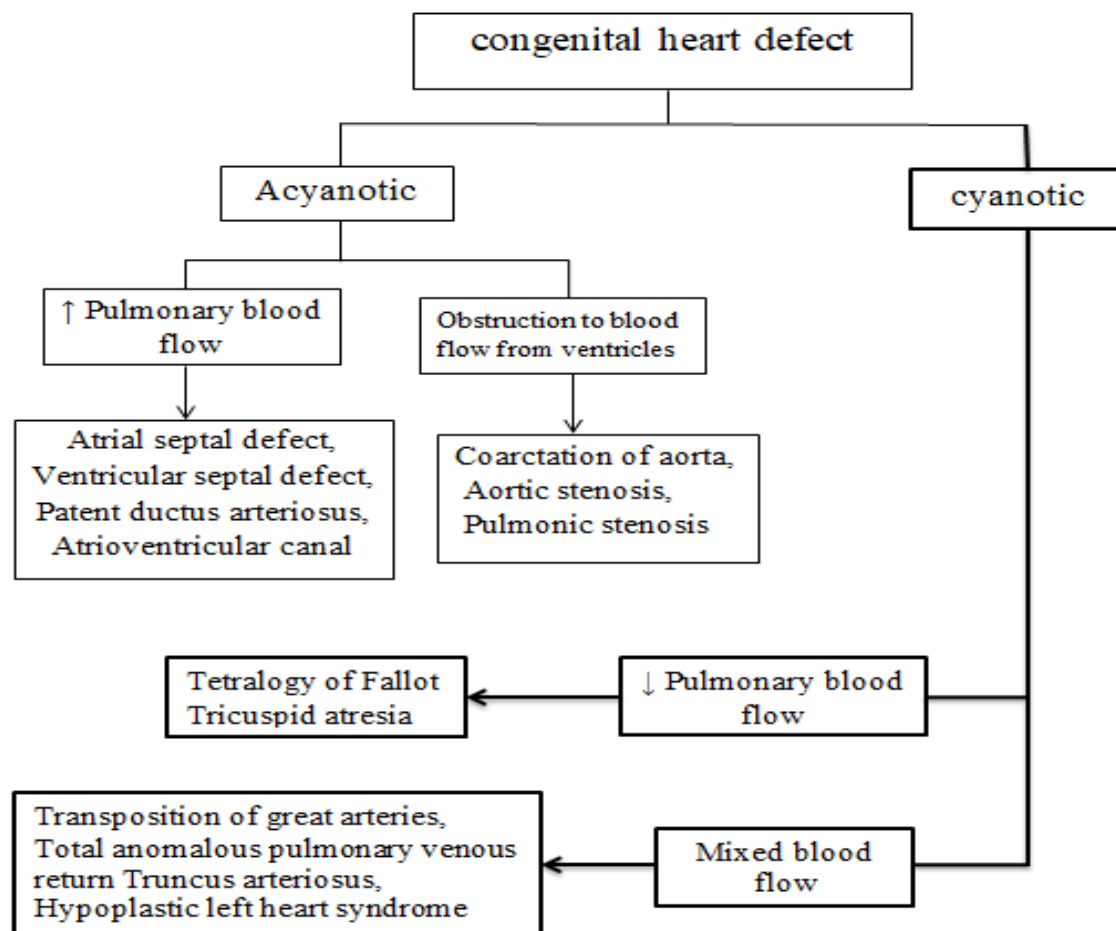 congenital heart defect
Acyanotic
cyanotic
↑ Pulmonary blood
flow
Obstruction to blood
flow from ventricles
Atrial septal defect,
Ventricular septal defect,
Patent ductus arteriosus,
Atrioventricular canal
Coarctation of aorta,
Aortic stenosis,
Pulmonic stenosis
Tetralogy of Fallot
Tricuspid atresia
↓ Pulmonary blood
flow
Transposition of great arteries,
Total anomalous pulmonary venous
return Truncus arteriosus,
Hypoplastic left heart syndrome
Mixed blood
flow